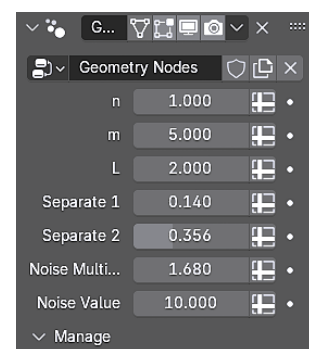 G...
Geometry Nodes
n 1.000
m 5.000
L 2.000
Separate 1 0.140
Separate 2 0.356
Noise Multi... 1.680
Noise Value 10.000
Manage